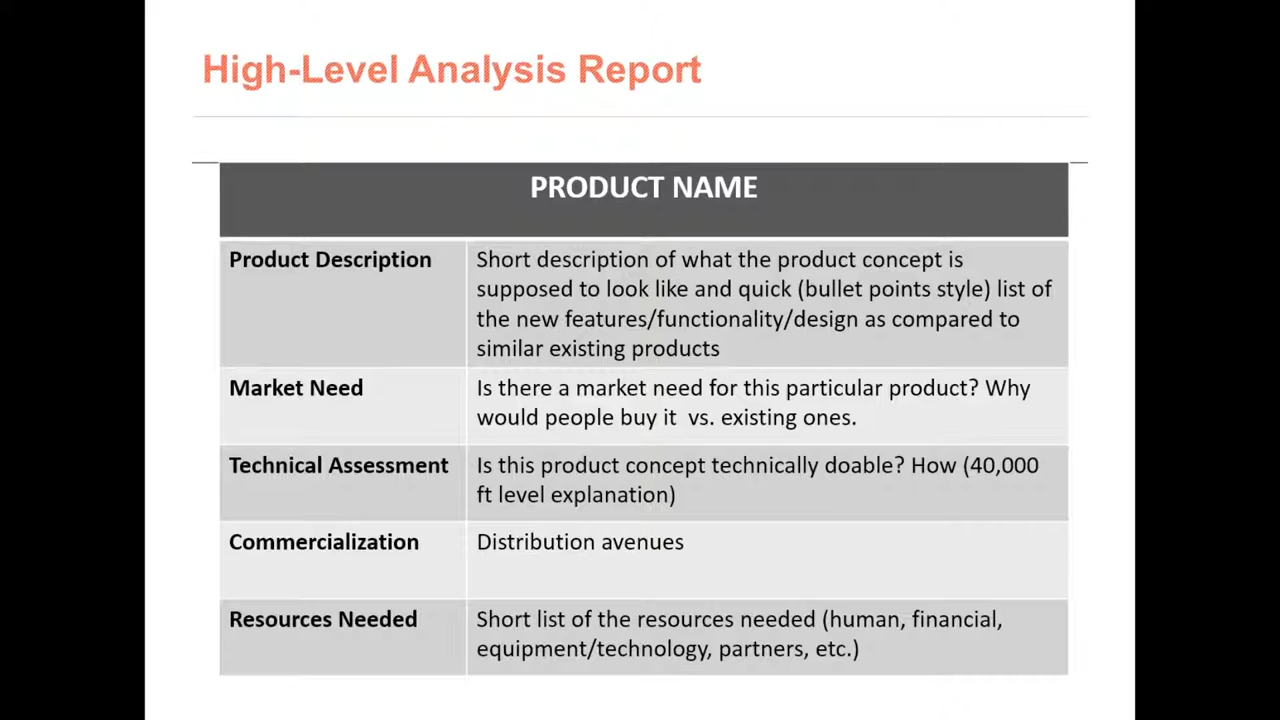 High-Level Analysis Report
PRODUCT NAME
Product Description
Short description of what the product concept is
supposed to look like and quick (bullet points style) list of
the new features/functionality/design as compared to
similar existing products
Market Need
Is there a market need for this particular product? Why
would people buy it  vs. existing ones.
Technical Assessment
Is this product concept technically doable? How (40,000
ft level explanation)
Commercialization
Distribution avenues
Resources Needed
Short list of the resources needed (human, financial,
equipment/technology, partners, etc.)